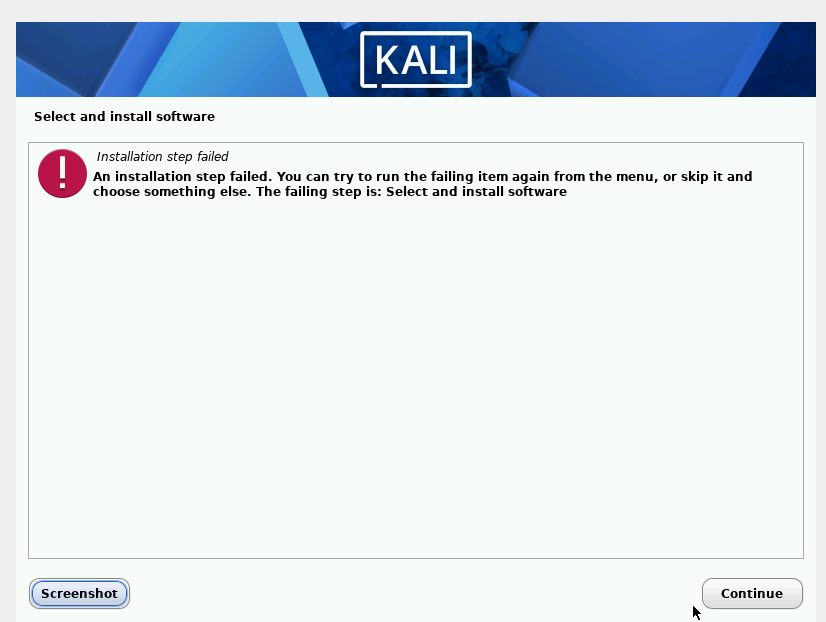 KALI
Select and install software
Installation step failed
An installation step failed. You can try to run the failing item again from the menu, or skip it and
choose something else. The failing step is: Select and install software
Screenshot
Continue